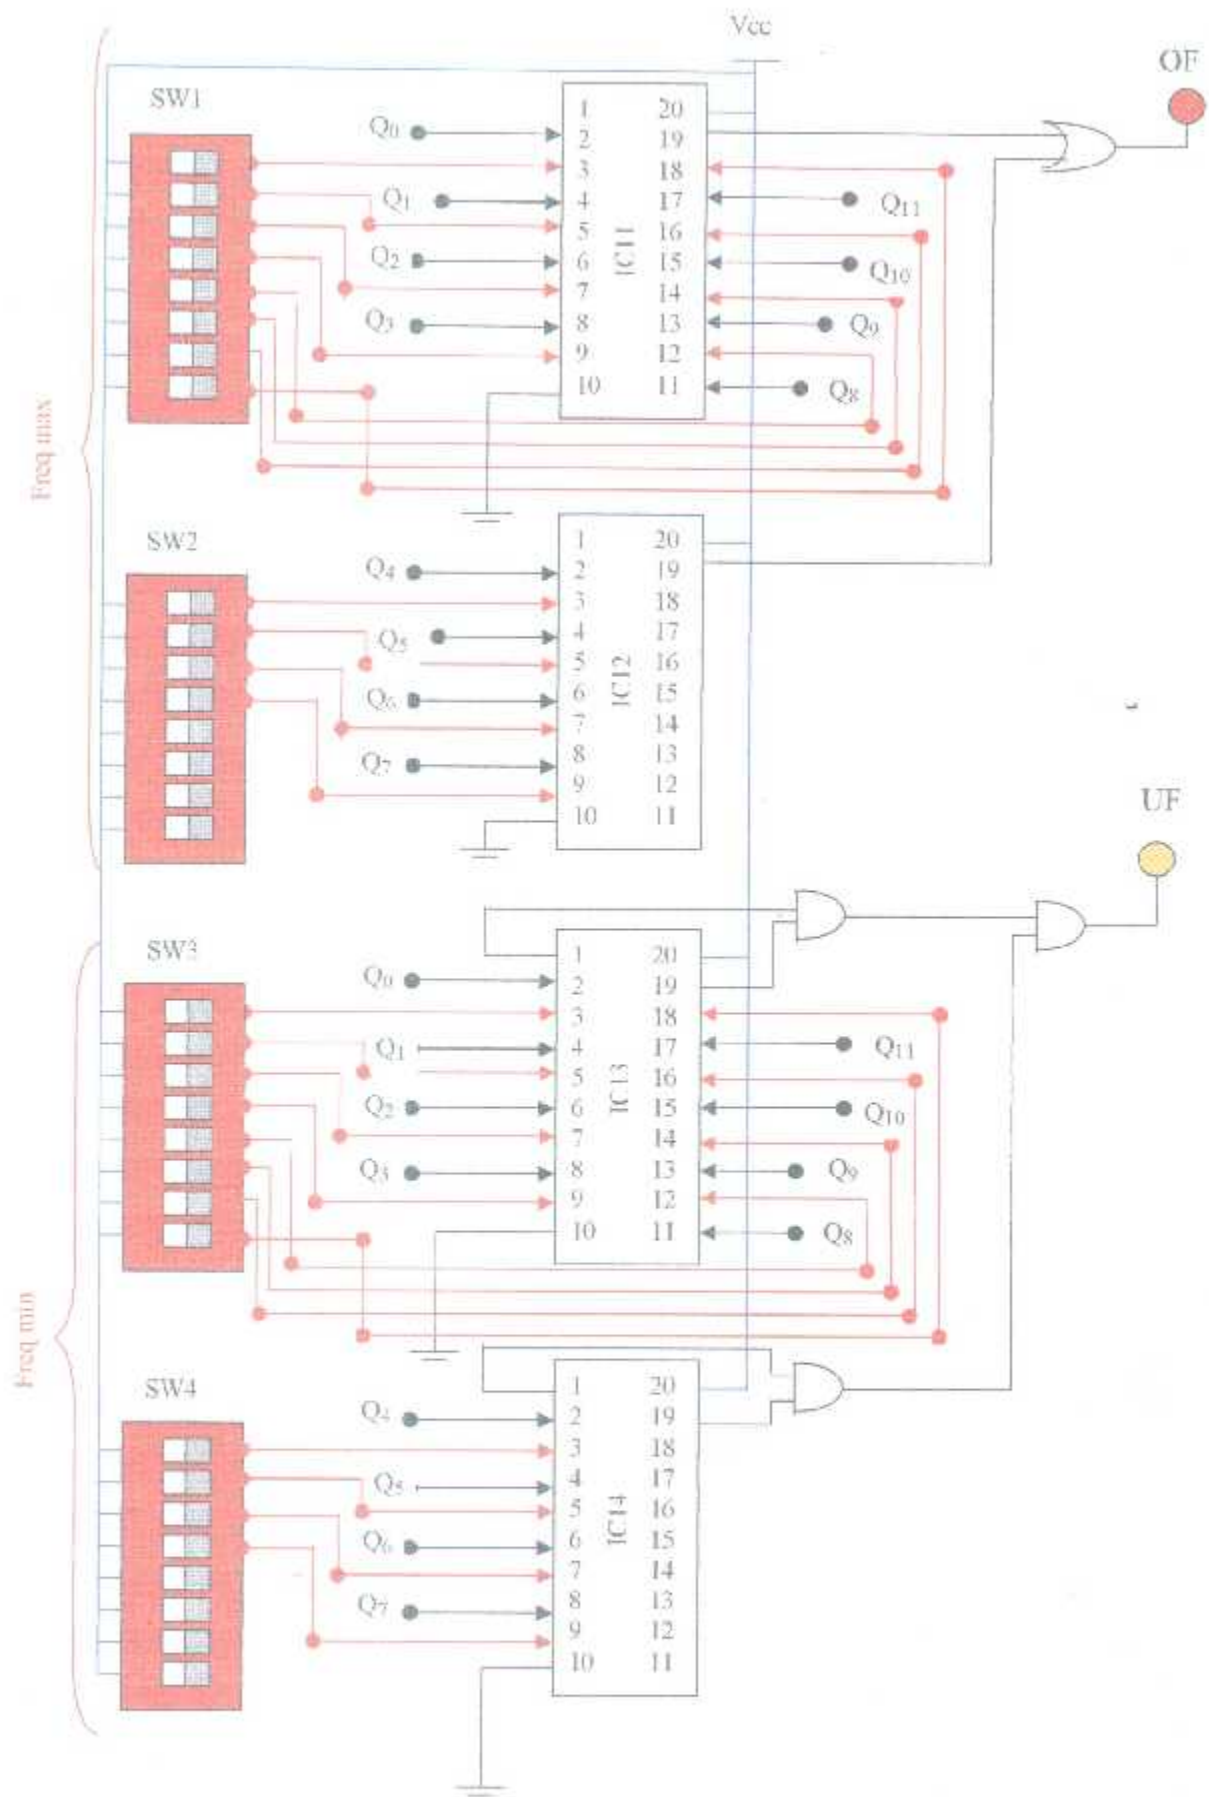 Vcc
OF
SW1
Freq max
Q0
Q1
Q2
Q3
IC11
1 20
2 19
3 18
4 17
5 16
6 15
7 14
8 13
9 12
10 11
Q11
Q10
Q9
Q8
SW2
Q4
Q5
Q6
Q7
IC12
1 20
2 19
3 18
4 17
5 16
6 15
7 14
8 13
9 12
10 11
UF
SW3
Freq min
Q0
Q1
Q2
Q3
IC13
1 20
2 19
3 18
4 17
5 16
6 15
7 14
8 13
9 12
10 11
Q11
Q10
Q9
Q8
SW4
Q4
Q5
Q6
Q7
IC14
1 20
2 19
3 18
4 17
5 16
6 15
7 14
8 13
9 12
10 11